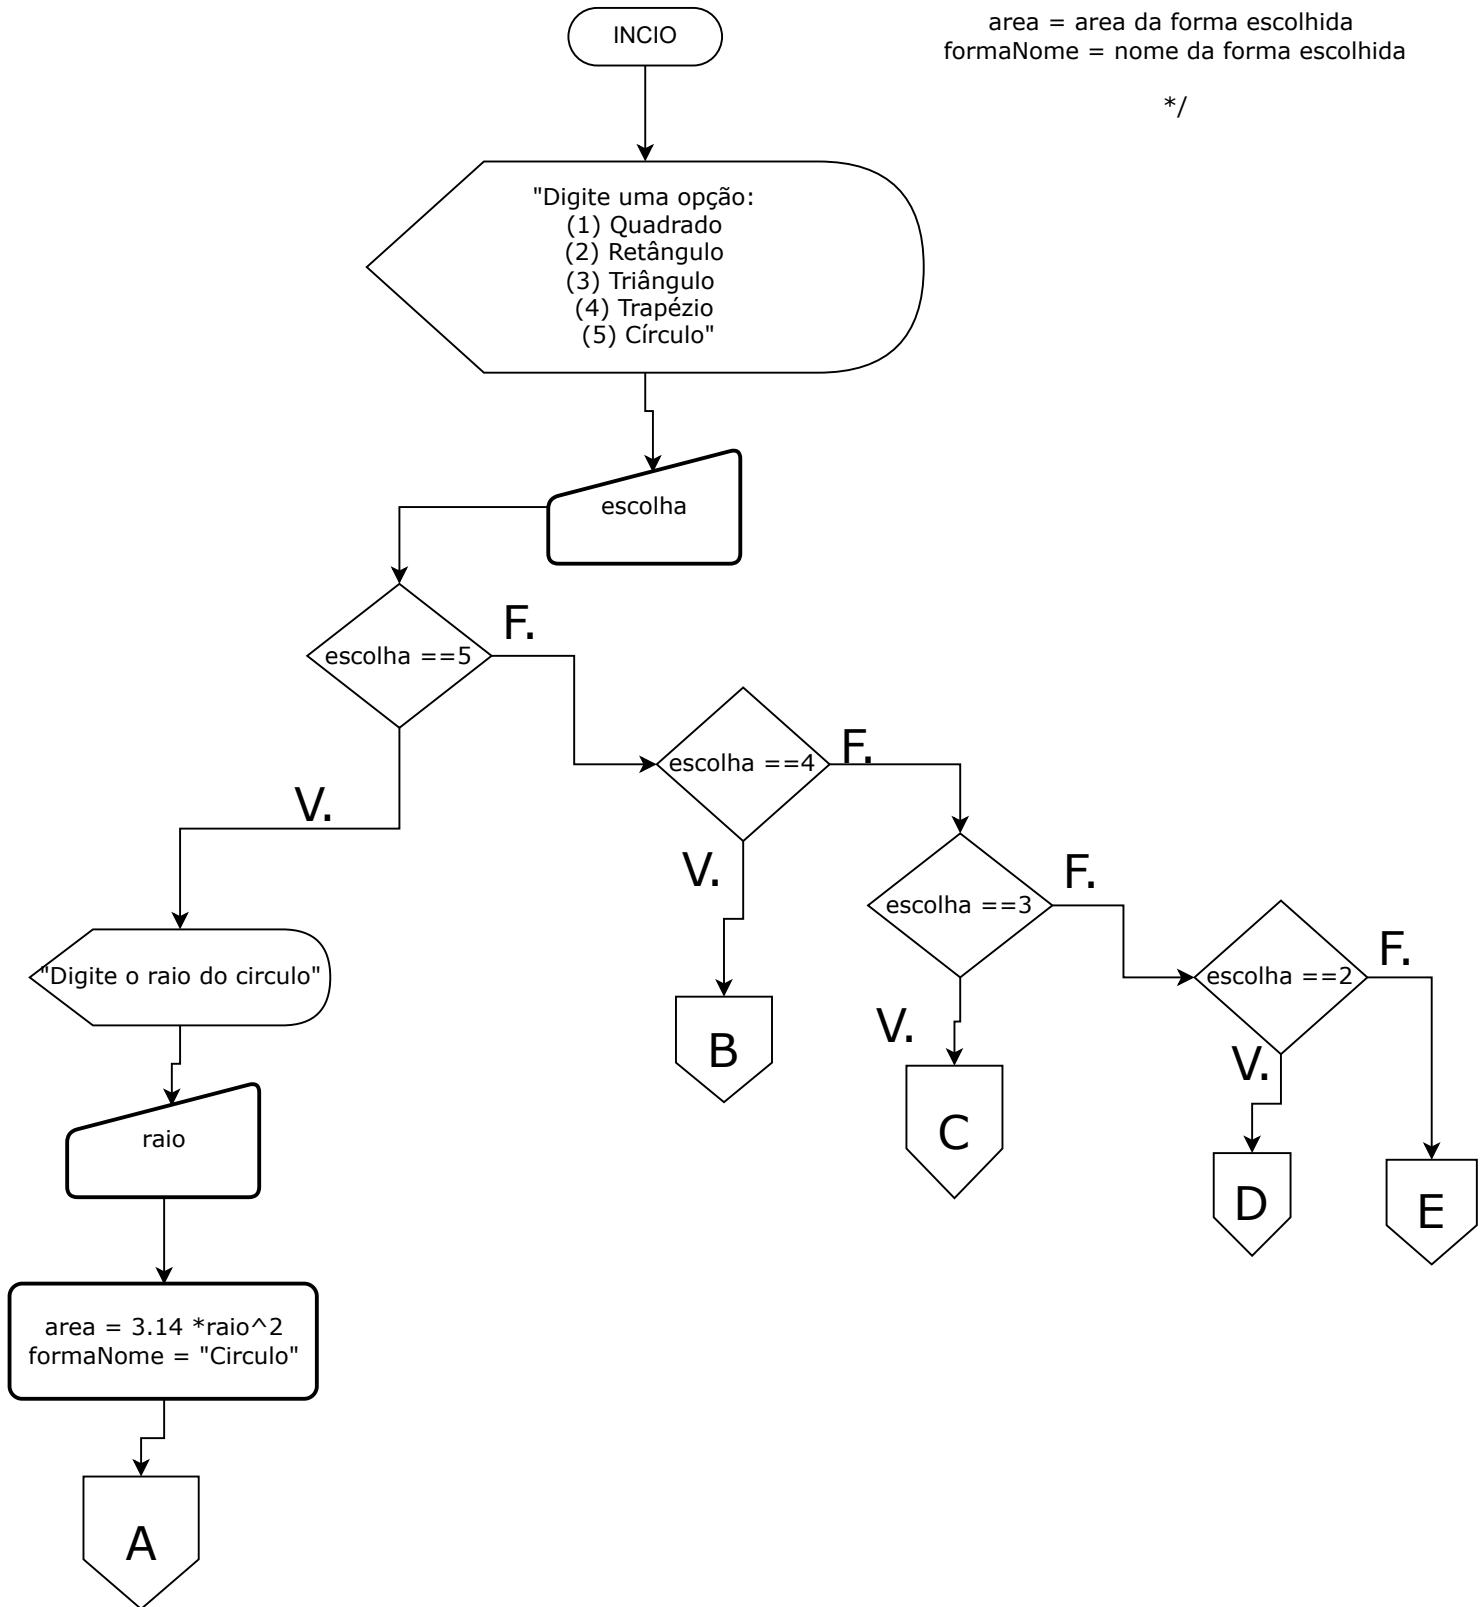 INCIO
area = area da forma escolhida
formaNome = nome da forma escolhida
*/
"Digite uma opção:
(1) Quadrado
(2) Retângulo
(3) Triângulo
(4) Trapézio
(5) Círculo"
escolha
escolha ==5
F.
V.
escolha ==4
F.
V.
escolha ==3
F.
V.
escolha ==2
F.
V.
"Digite o raio do circulo"
B
C
D
E
raio
area = 3.14 *raio^2
formaNome = "Circulo"
A